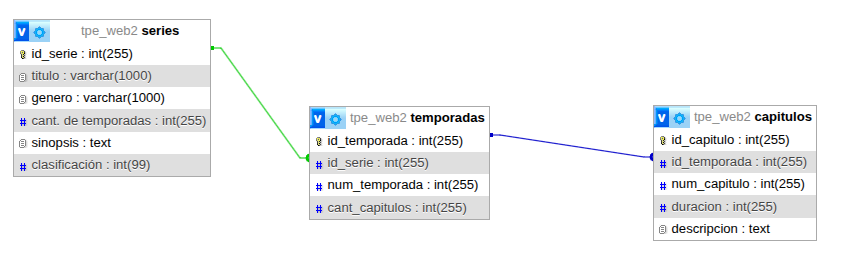 v tpe_web2 series
id_serie : int(255)
titulo : varchar(1000)
genero : varchar(1000)
# cant. de temporadas : int(255)
sinopsis : text
# clasificación : int(99)
v tpe_web2 temporadas
id_temporada : int(255)
# id_serie : int(255)
# num_temporada : int(255)
# cant_capitulos : int(255)
v tpe_web2 capitulos
id_capitulo : int(255)
# id_temporada : int(255)
# num_capitulo : int(255)
# duracion : int(255)
descripcion : text